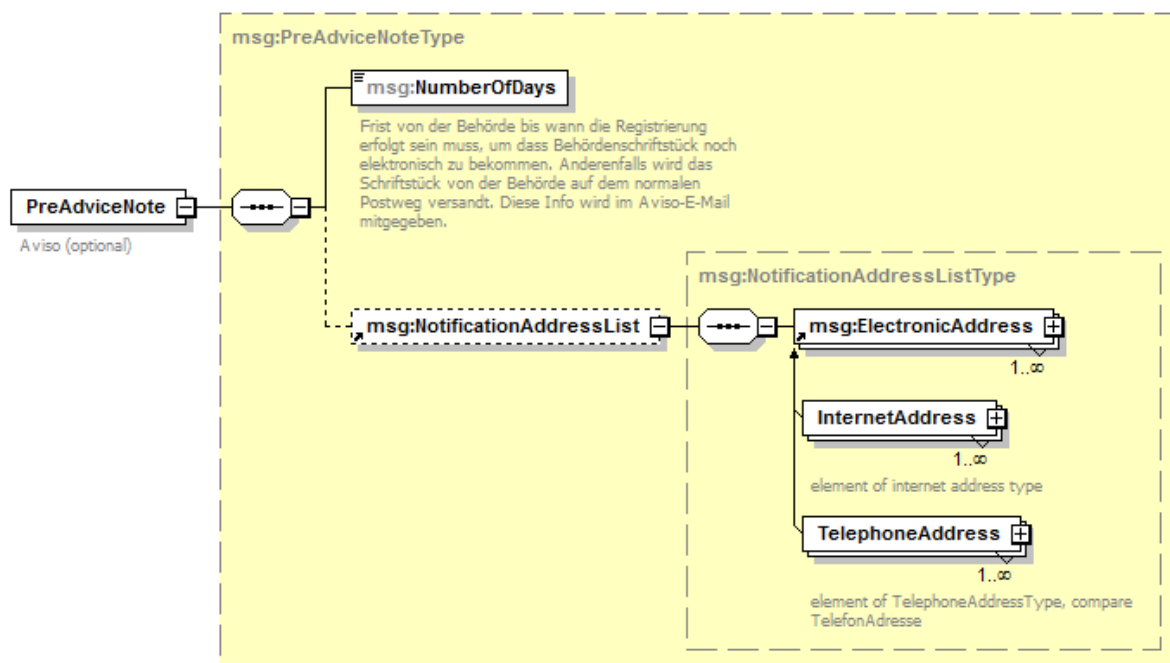 msg:PreAdviceNoteType
msg:NumberOfDays
Frist von der Behörde bis wann die Registrierung
erfolgt sein muss, um dass Behördenschriftstück noch
elektronisch zu bekommen. Anderenfalls wird das
Schriftstück von der Behörde auf dem normalen
Postweg versandt. Diese Info wird im Aviso-E-Mail
mitgegeben.
PreAdviceNote
Aviso (optional)
msg:NotificationAddressListType
msg:NotificationAddressList
msg:ElectronicAddress
1..∞
InternetAddress
1..∞
element of internet address type
TelephoneAddress
1..∞
element of TelephoneAddressType, compare
TelefonAdresse